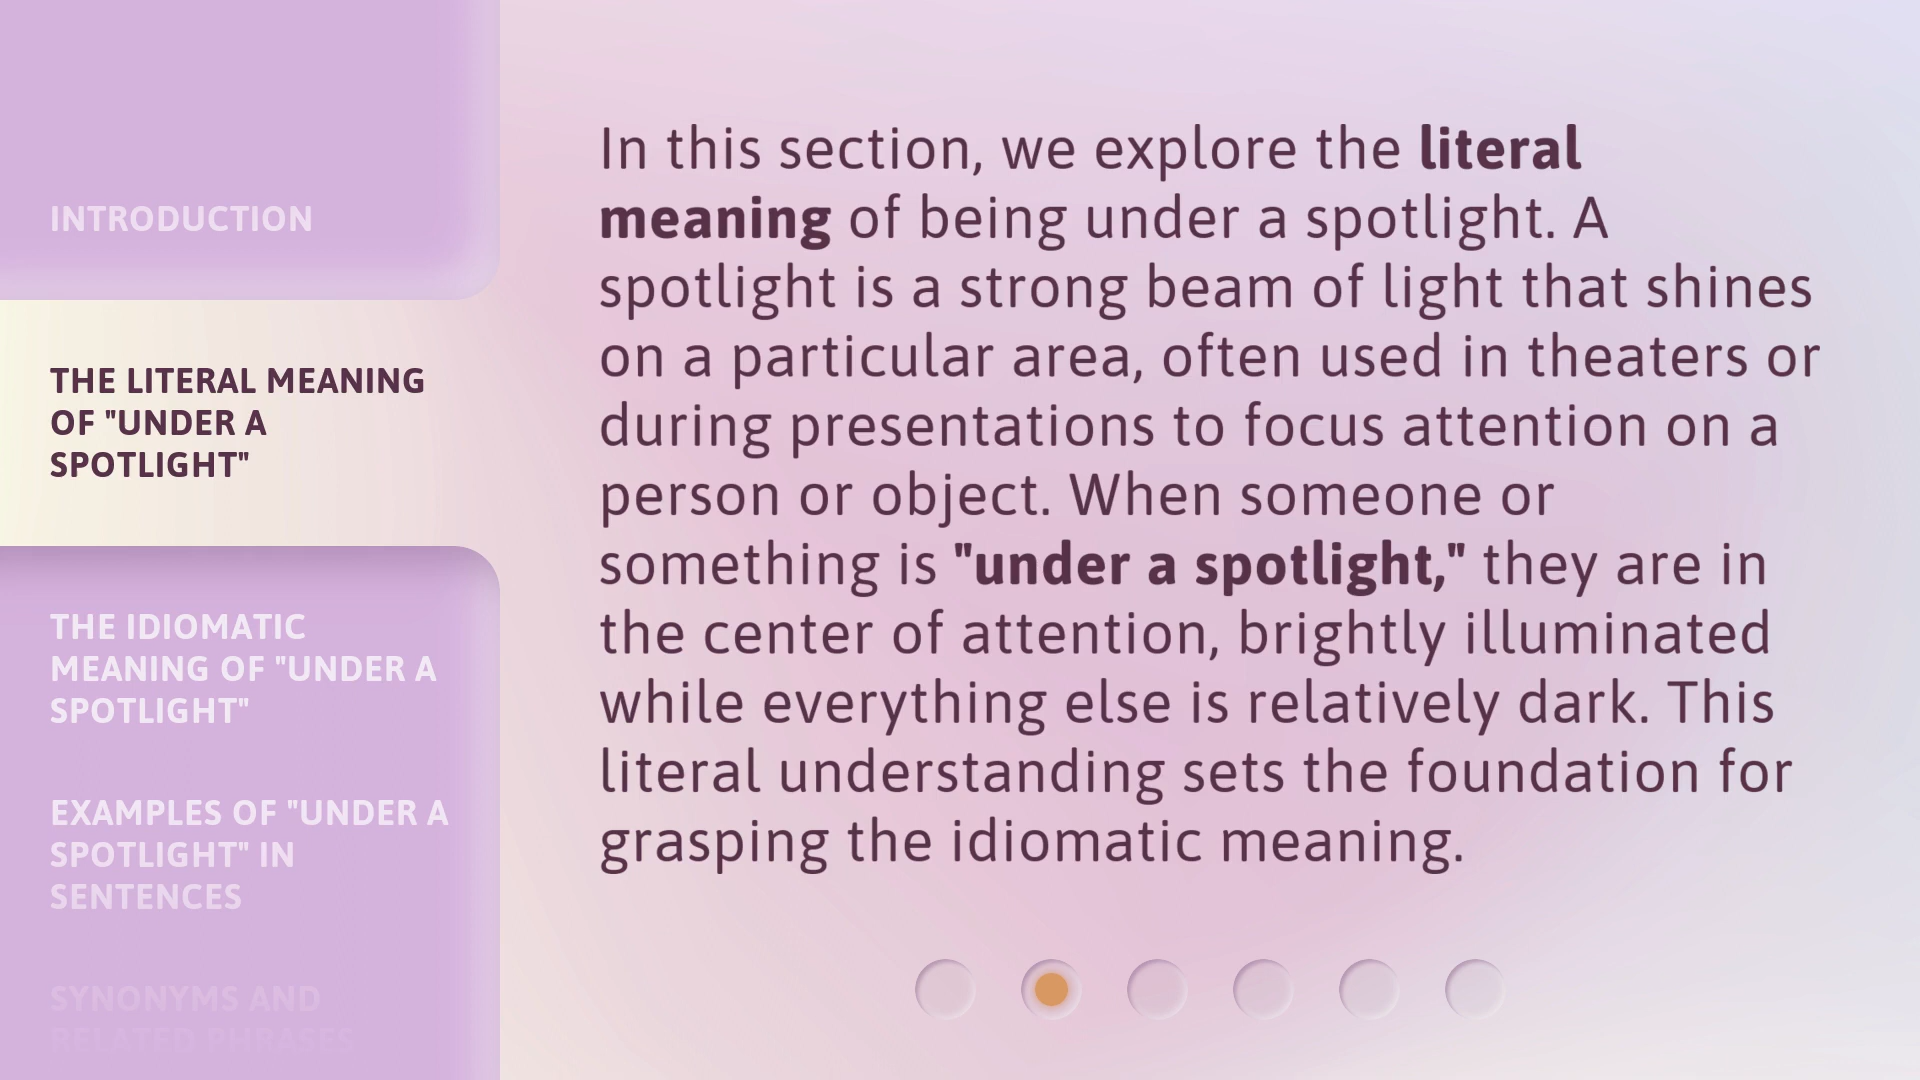 INTRODUCTION
THE LITERAL MEANING
OF "UNDER A
SPOTLIGHT"
THE IDIOMATIC
MEANING OF "UNDER A
SPOTLIGHT"
EXAMPLES OF "UNDER A
SPOTLIGHT" IN
SENTENCES
SYNONYMS AND
RELATED PHRASES
In this section, we explore the literal
meaning of being under a spotlight. A
spotlight is a strong beam of light that shines
on a particular area, often used in theaters or
during presentations to focus attention on a
person or object. When someone or
something is "under a spotlight," they are in
the center of attention, brightly illuminated
while everything else is relatively dark. This
literal understanding sets the foundation for
grasping the idiomatic meaning.